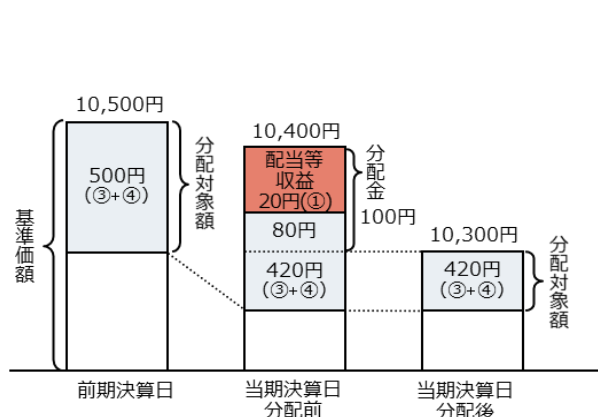 10,500円
500円
(③+④)
分配対象額
基準価額
前期決算日
10,400円
配当等
収益
20円(①)
分配金
100円
80円
420円
(③+④)
当期決算日
分配前
10,300円
420円
(③+④)
分配対象額
当期決算日
分配後